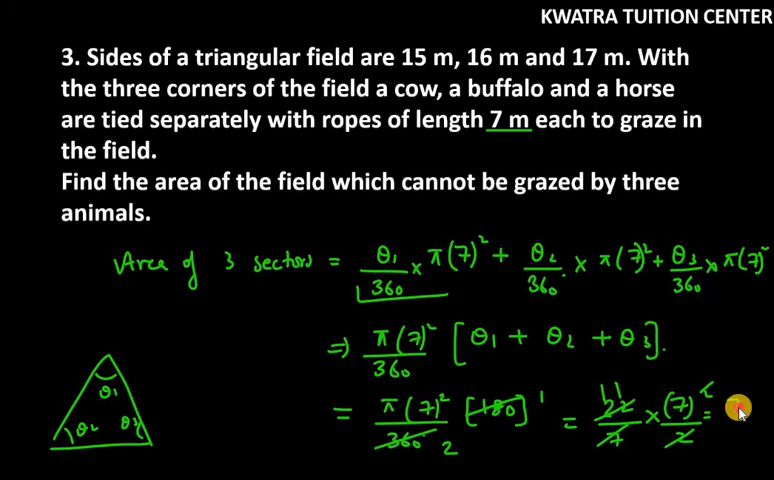 KWATRA TUITION CENTER
3. Sides of a triangular field are 15 m, 16 m and 17 m. With
the three corners of the field a cow, a buffalo and a horse
are tied separately with ropes of length 7 m each to graze in
the field.
Find the area of the field which cannot be grazed by three
animals.
Area of 3 sectors = θ₁/360 × π(7)² + θ₂/360 × π(7)² + θ₃/360 × π(7)²
⇒ π(7)²/360 [θ₁ + θ₂ + θ₃].
= π(7)²/360 2 [180] 1 = 22/7 11 × (7)²/2 =
θ₁
θ₂ θ₃